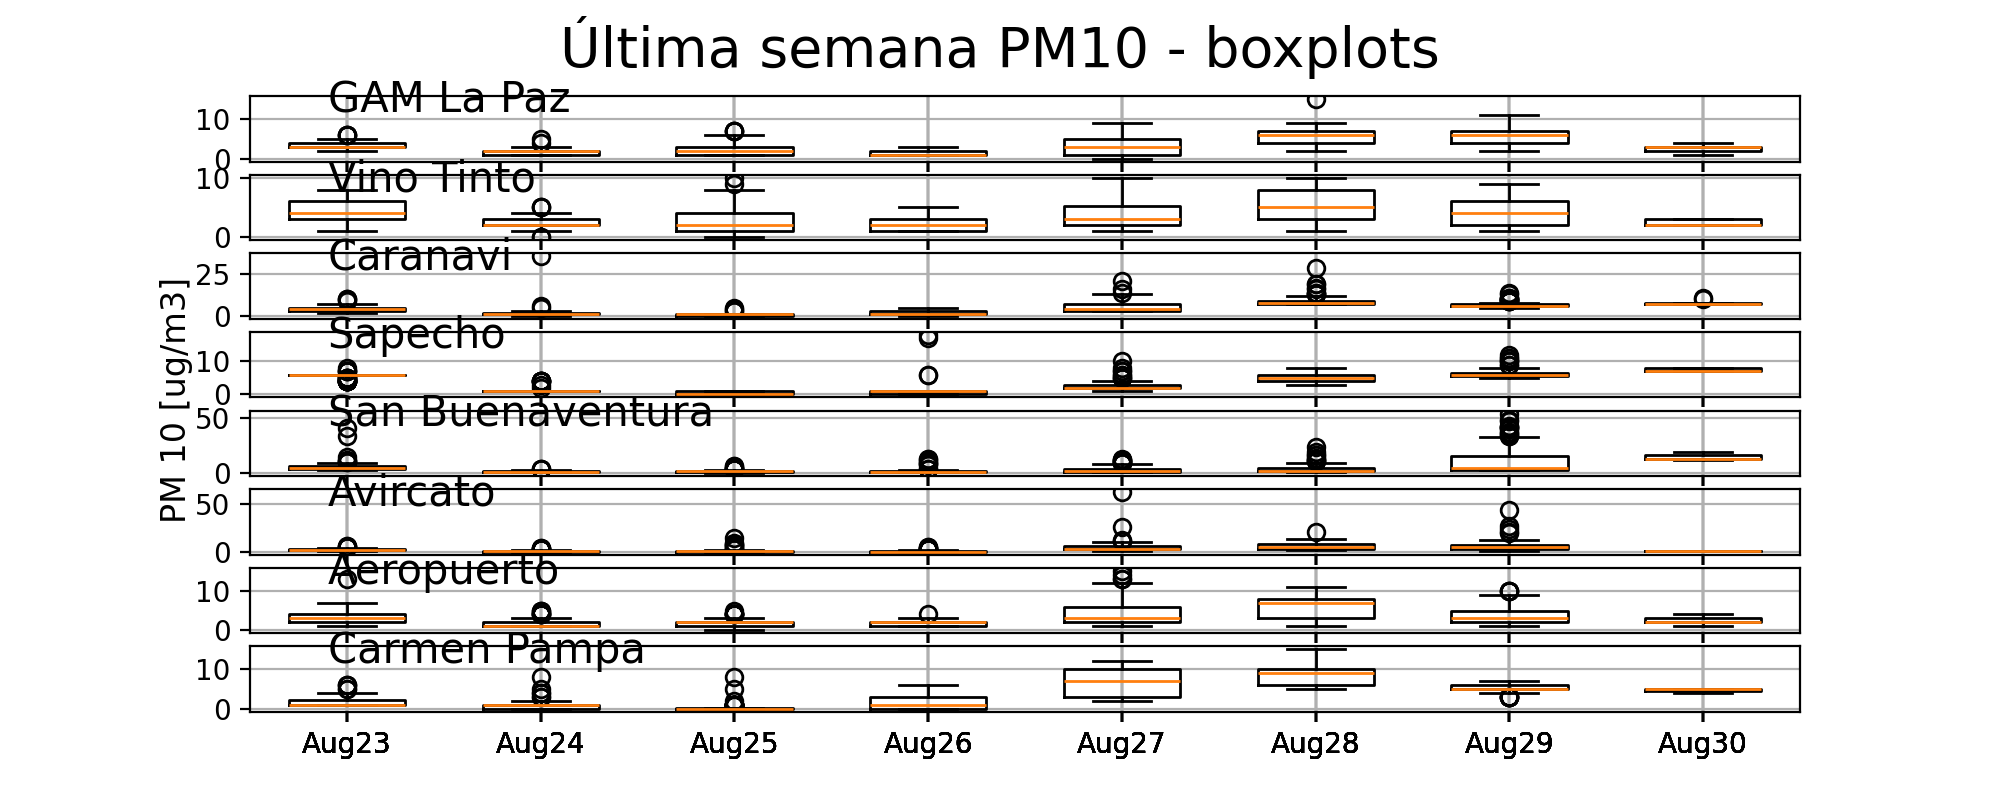 Última semana PM10 - boxplots
GAM La Paz
10
0
Vino Tinto
10
0
Caranavi
25
0
Sapecho
10
0
San Buenaventura
50
0
Avircato
50
0
Aeropuerto
10
0
Carmen Pampa
10
0
PM 10 [ug/m3]
Aug23 Aug24 Aug25 Aug26 Aug27 Aug28 Aug29 Aug30